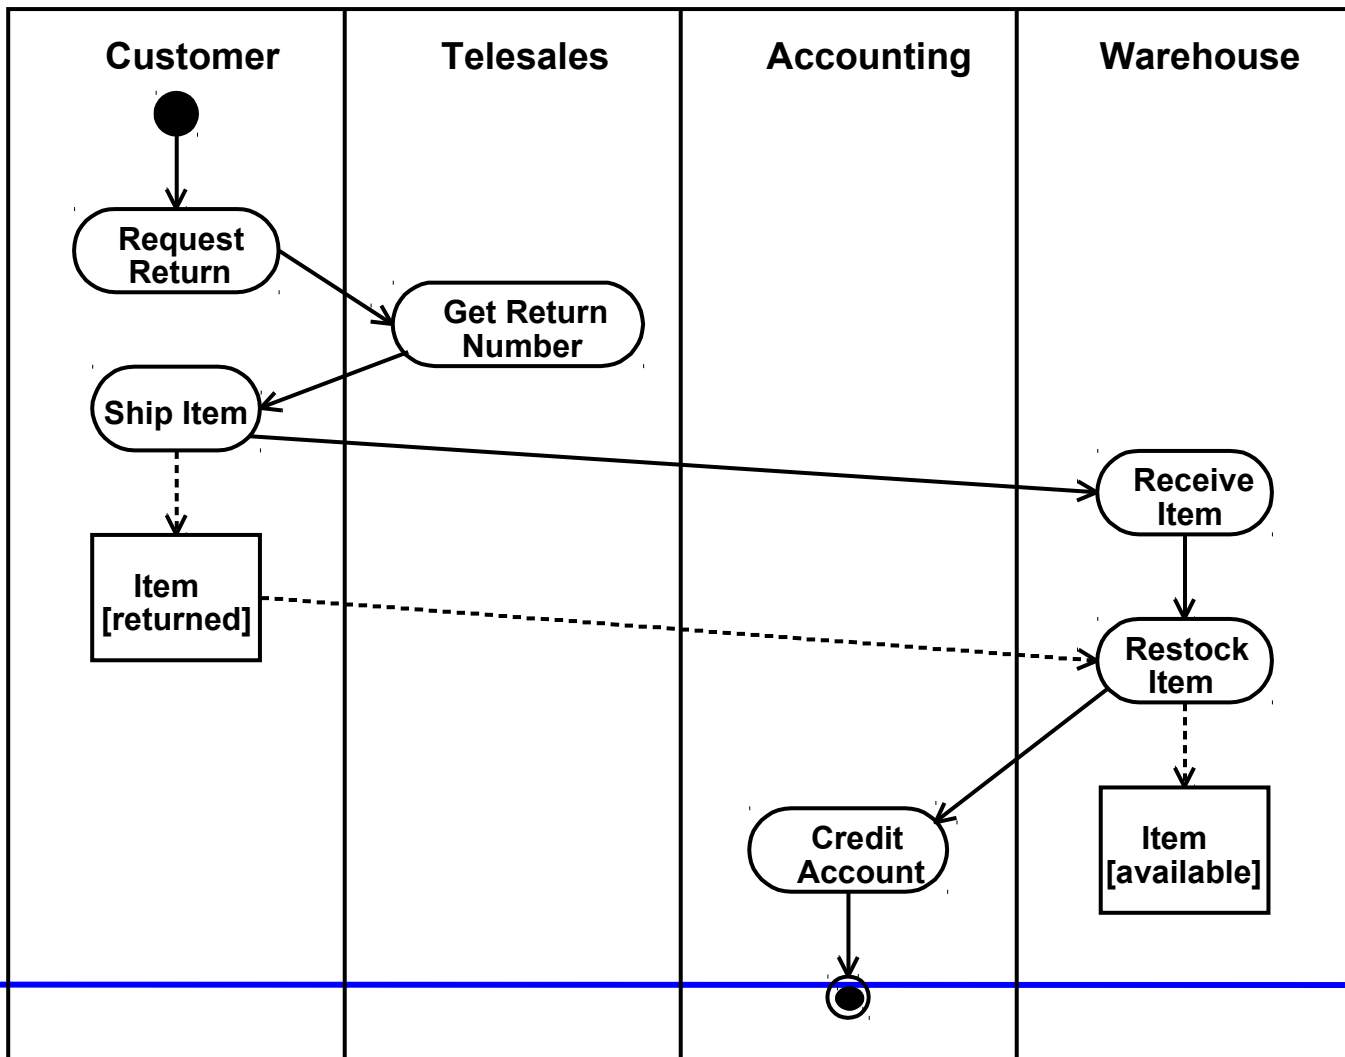 Customer
Telesales
Accounting
Warehouse
Request
Return
Get Return
Number
Ship Item
Receive
Item
Item
[returned]
Restock
Item
Credit
Account
Item
[available]